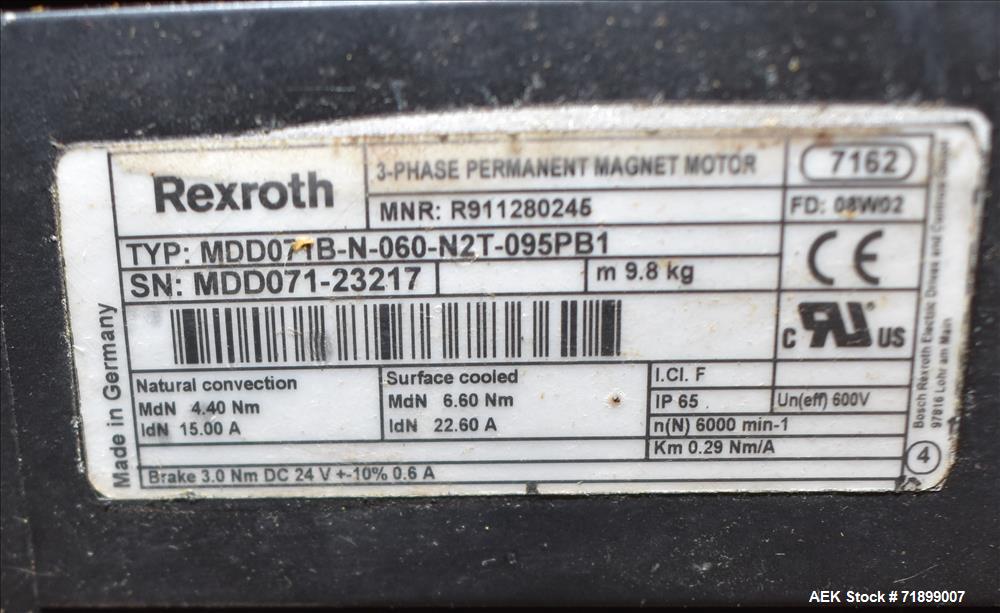 Rexroth
3-PHASE PERMANENT MAGNET MOTOR
7162
MNR: R911280245
FD: 08W02
TYP: MDD071B-N-060-N2T-095PB1
SN: MDD071-23217
m 9.8 kg
CE
C RU US
Made in Germany
Natural convection
MdN 4.40 Nm
IdN 15.00 A
Surface cooled
MdN 6.60 Nm
IdN 22.60 A
I.Cl. F
IP 65
Un(eff) 600V
n(N) 6000 min-1
Km 0.29 Nm/A
Brake 3.0 Nm DC 24 V +-10% 0.6 A
Bosch Rexroth Electric Drives and Controls GmbH
97816 Lohr am Main
4
AEK Stock #71899007